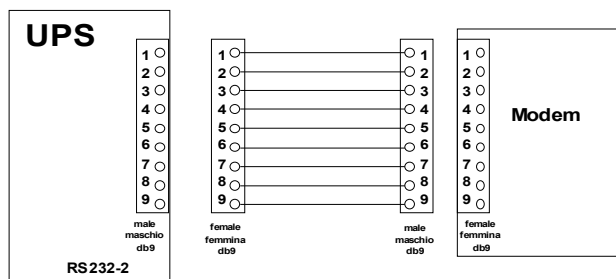 UPS
1 1 1 1
2 2 2 2
3 3 3 3
4 4 4 4
5 5 5 5
6 6 6 6
7 7 7 7
8 8 8 8
9 9 9 9
Modem
male
maschio
db9
female
femmina
db9
male
maschio
db9
female
femmina
db9
RS232-2